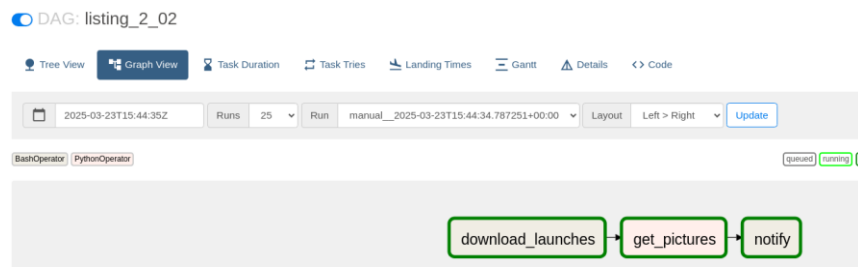 DAG: listing_2_02
Tree View Graph View Task Duration Task Tries Landing Times Gantt Details <> Code
2025-03-23T15:44:35Z Runs 25 Run manual__2025-03-23T15:44:34.787251+00:00 Layout Left > Right Update
BashOperator PythonOperator queued running
download_launches get_pictures notify